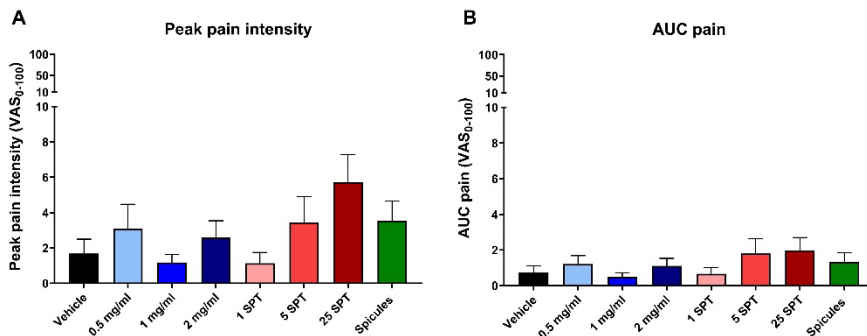 A
Peak pain intensity
Peak pain intensity (VAS0-100)
100
50
10
10
8
6
4
2
0
Vehicle
0.5 mg/ml
1 mg/ml
2 mg/ml
1 SPT
5 SPT
25 SPT
Spicules
B
AUC pain
AUC pain (VAS0-100)
100
50
10
10
8
6
4
2
0
Vehicle
0.5 mg/ml
1 mg/ml
2 mg/ml
1 SPT
5 SPT
25 SPT
Spicules